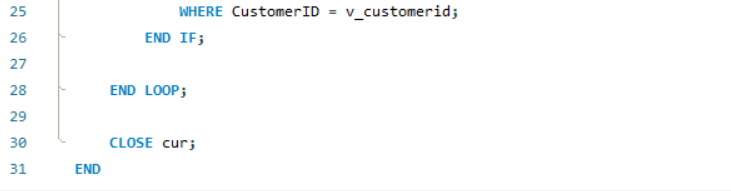 25 WHERE CustomerID = v_customerid;
26 END IF;
27
28 END LOOP;
29
30 CLOSE cur;
31 END